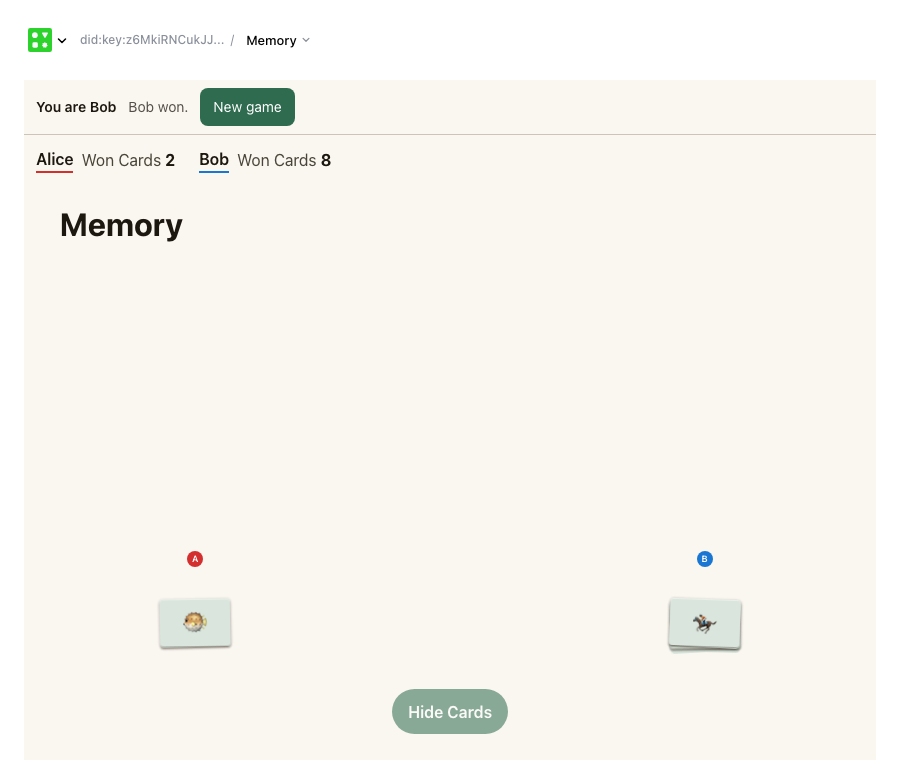 did:key:z6MkiRNCukJJ... / Memory
You are Bob Bob won. New game
Alice Won Cards 2 Bob Won Cards 8
Memory
A B
Hide Cards